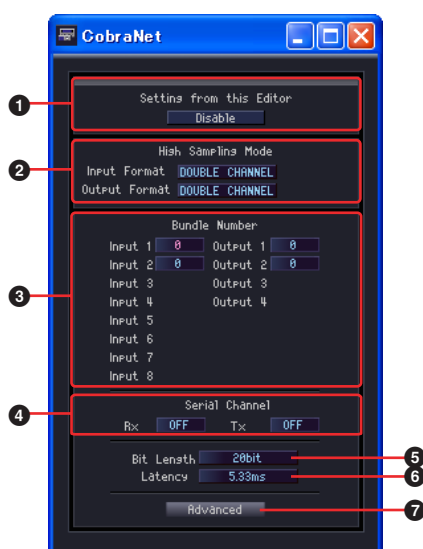 CobraNet
1
Setting from this Editor
Disable
2
High Sampling Mode
Input Format DOUBLE CHANNEL
Output Format DOUBLE CHANNEL
3
Bundle Number
Input 1 0 Output 1 0
Input 2 0 Output 2 0
Input 3 Output 3
Input 4 Output 4
Input 5
Input 6
Input 7
Input 8
4
Serial Channel
Rx OFF Tx OFF
Bit Length 20bit 5
Latency 5.33ms 6
Advanced 7